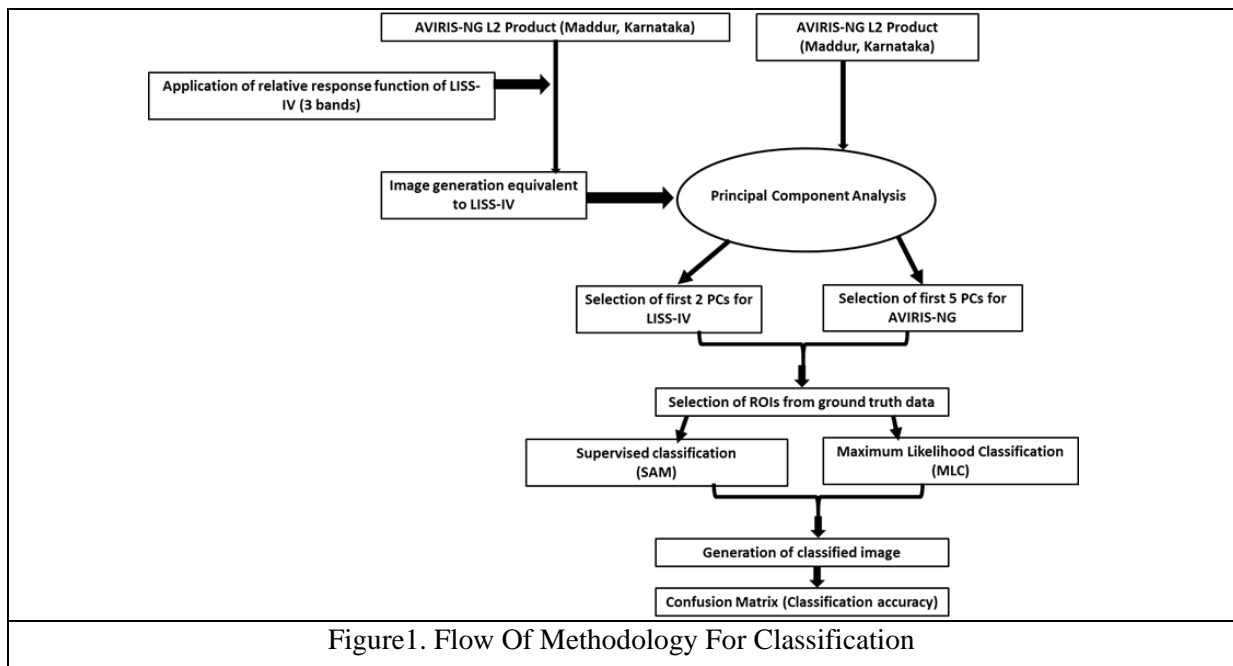 AVIRIS-NG L2 Product (Maddur, Karnataka)
AVIRIS-NG L2 Product
(Maddur, Karnataka)
Application of relative response function of LISS-
IV (3 bands)
Image generation equivalent
to LISS-IV
Principal Component Analysis
Selection of first 2 PCs for
LISS-IV
Selection of first 5 PCs for
AVIRIS-NG
Selection of ROIs from ground truth data
Supervised classification
(SAM)
Maximum Likelihood Classification
(MLC)
Generation of classified image
Confusion Matrix (Classification accuracy)
Figure1. Flow Of Methodology For Classification